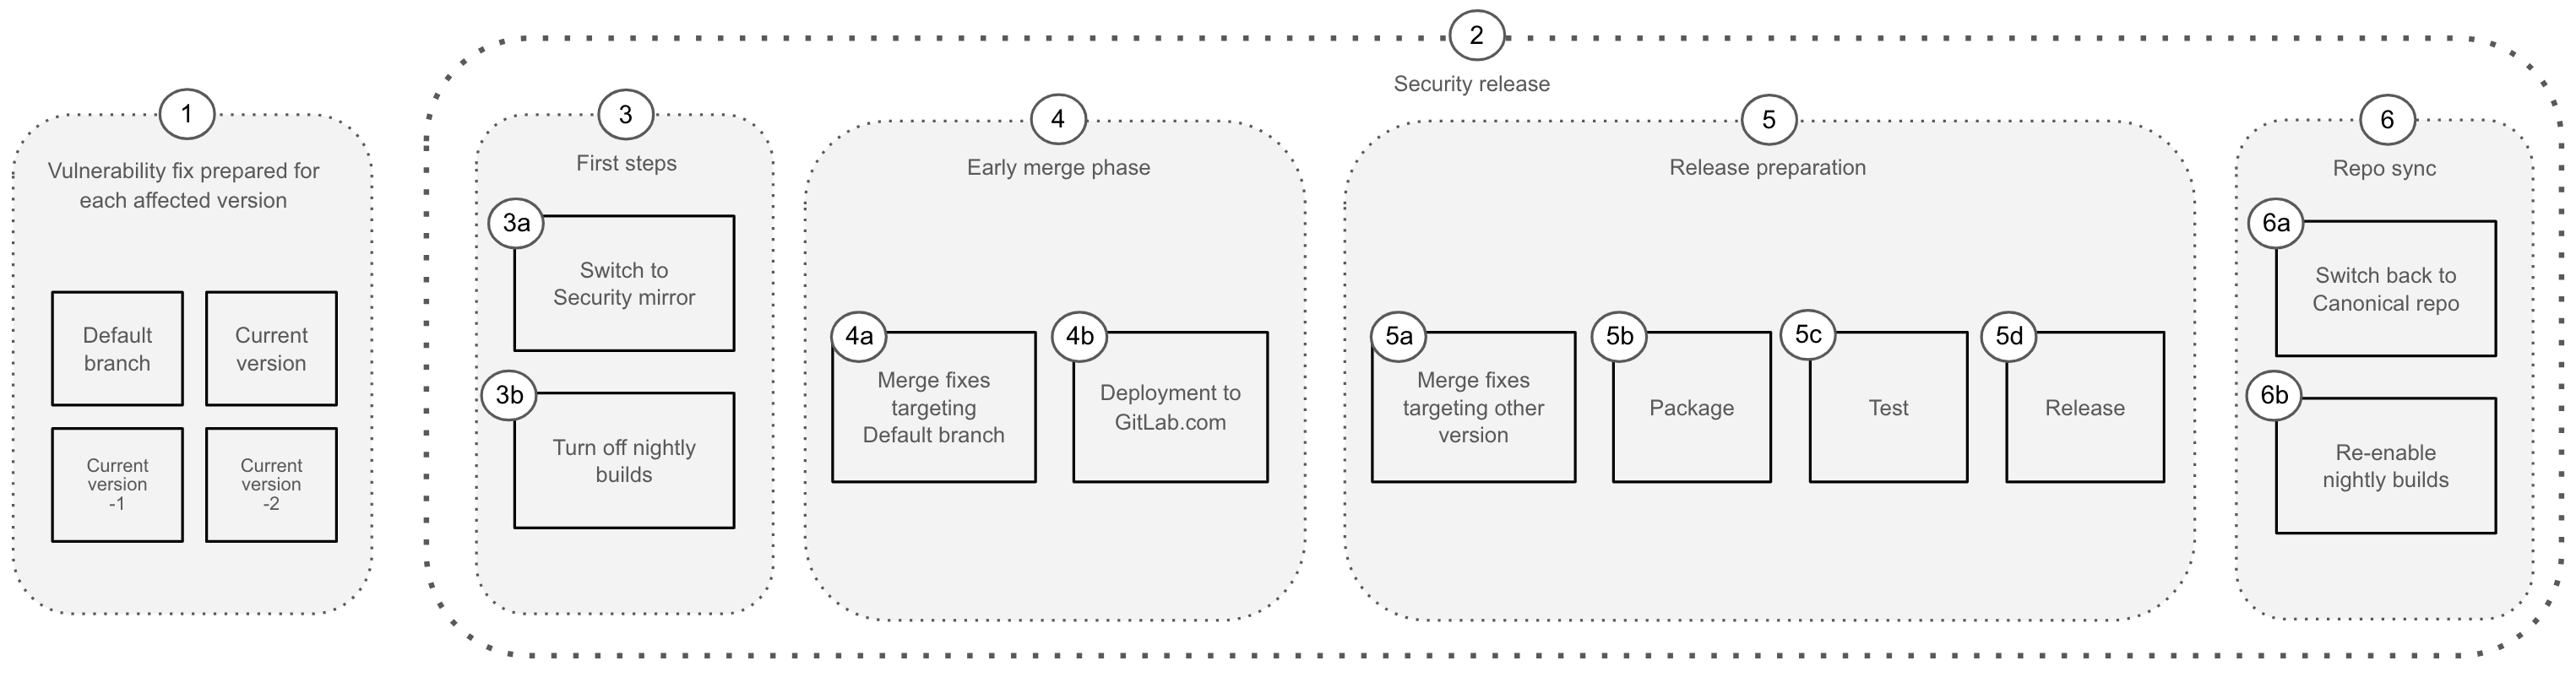 2
Security release
1
Vulnerability fix prepared for
each affected version
Default
branch
Current
version
Current
version
-1
Current
version
-2
3
First steps
3a
Switch to
Security mirror
3b
Turn off nightly
builds
4
Early merge phase
4a
Merge fixes
targeting
Default branch
4b
Deployment to
GitLab.com
5
Release preparation
5a
Merge fixes
targeting other
version
5b
Package
5c
Test
5d
Release
6
Repo sync
6a
Switch back to
Canonical repo
6b
Re-enable
nightly builds